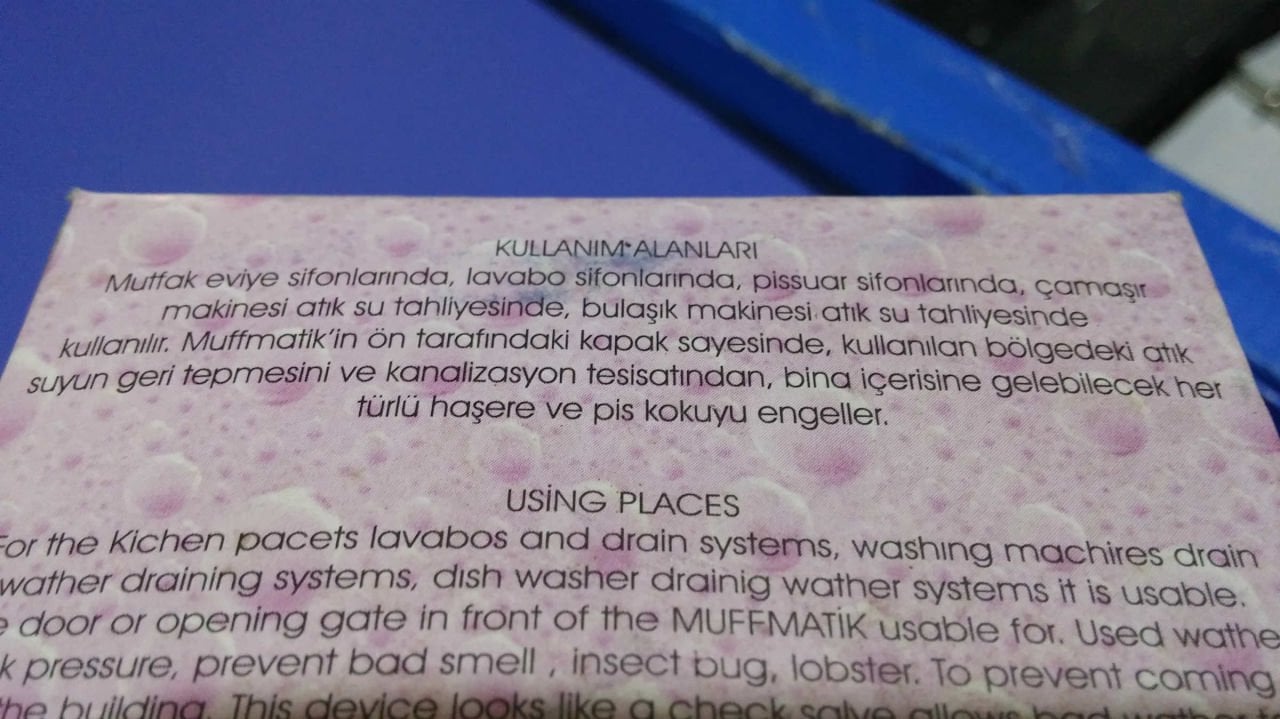 KULLANIM ALANLARI
Mutfak eviye sifonlarında, lavabo sifonlarında, pissuar sifonlarında, çamaşır
makinesi atık su tahliyesinde, bulaşık makinesi atık su tahliyesinde
kullanılır. Muffmatik'in ön tarafındaki kapak sayesinde, kullanılan bölgedeki atık
suyun geri tepmesini ve kanalizasyon tesisatından, bina içerisine gelebilecek her
türlü haşere ve pis kokuyu engeller.
USİNG PLACES
For the Kichen pacets lavabos and drain systems, washıng machires drain
wather draining systems, dısh washer drainig wather systems it is usable.
e door or opening gate in front of the MUFFMATİK usable for. Used wathe
k pressure, prevent bad smell , insect bug, lobster. To prevent coming
the building. This device looks like a check salve allows bad